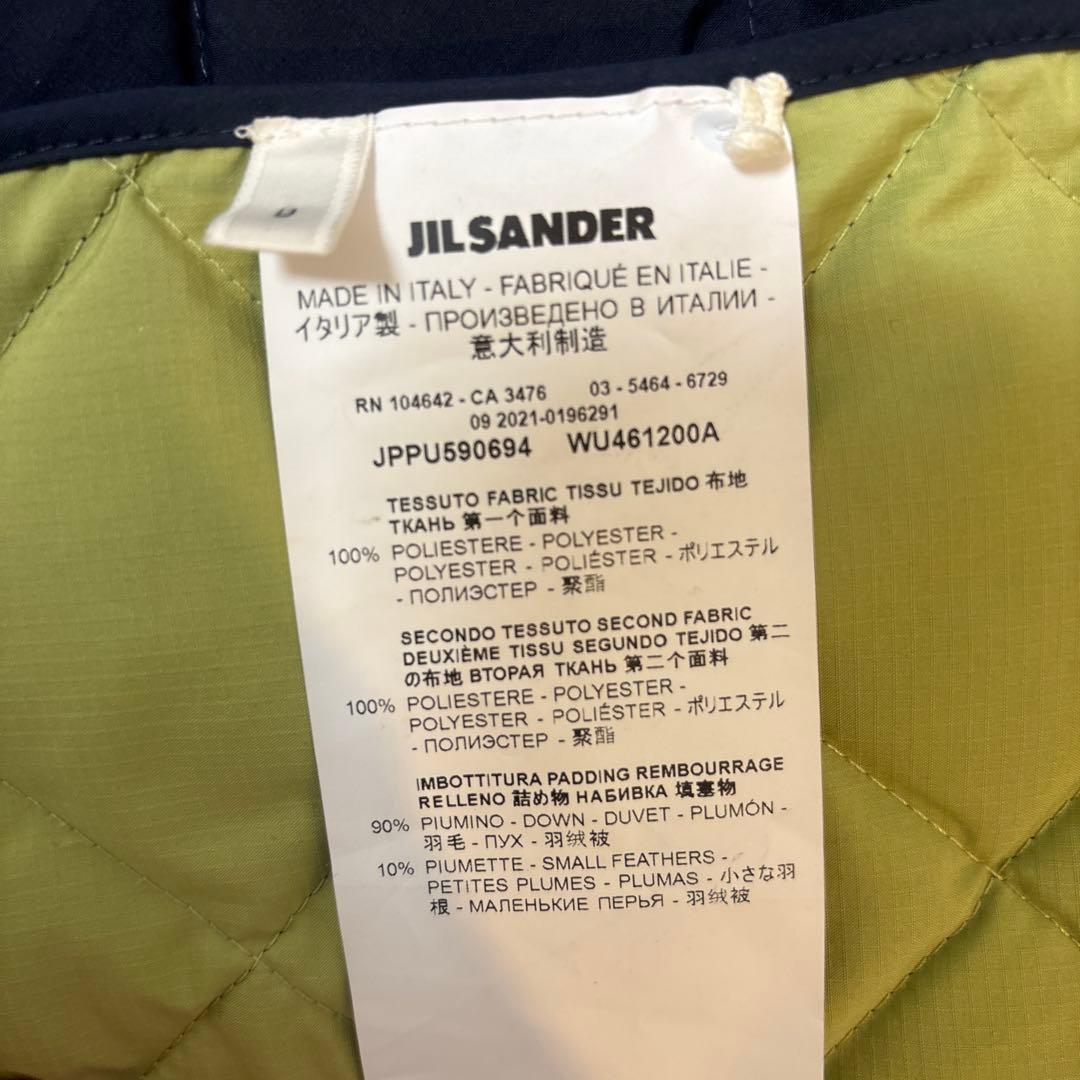 JIL SANDER
MADE IN ITALY - FABRIQUÉ EN ITALIE -
イタリア製 - ПРОИЗВЕДЕНО В ИТАЛИИ -
意大利制造
RN 104642 - CA 3476 03 - 5464 - 6729
09 2021-0196291
JPPU590694 WU461200A
TESSUTO FABRIC TISSU TEJIDO 布地
ТКАНЬ 第一个面料
100% POLIESTERE - POLYESTER -
POLYESTER - POLIÉSTER - ポリエステル
- ПОЛИЭСТЕР - 聚酯
SECONDO TESSUTO SECOND FABRIC
DEUXIÈME TISSU SEGUNDO TEJIDO 第二
の布地 ВТОРАЯ ТКАНЬ 第二个面料
100% POLIESTERE - POLYESTER -
POLYESTER - POLIÉSTER - ポリエステル
- ПОЛИЭСТЕР - 聚酯
IMBOTTITURA PADDING REMBOURRAGE
RELLENO 詰め物 НАБИВКА 填塞物
90% PIUMINO - DOWN - DUVET - PLUMÓN -
羽毛 - ПУХ - 羽绒被
10% PIUMETTE - SMALL FEATHERS -
PETITES PLUMES - PLUMAS - 小さな羽
根 - МАЛЕНЬКИЕ ПЕРЬЯ - 羽绒被